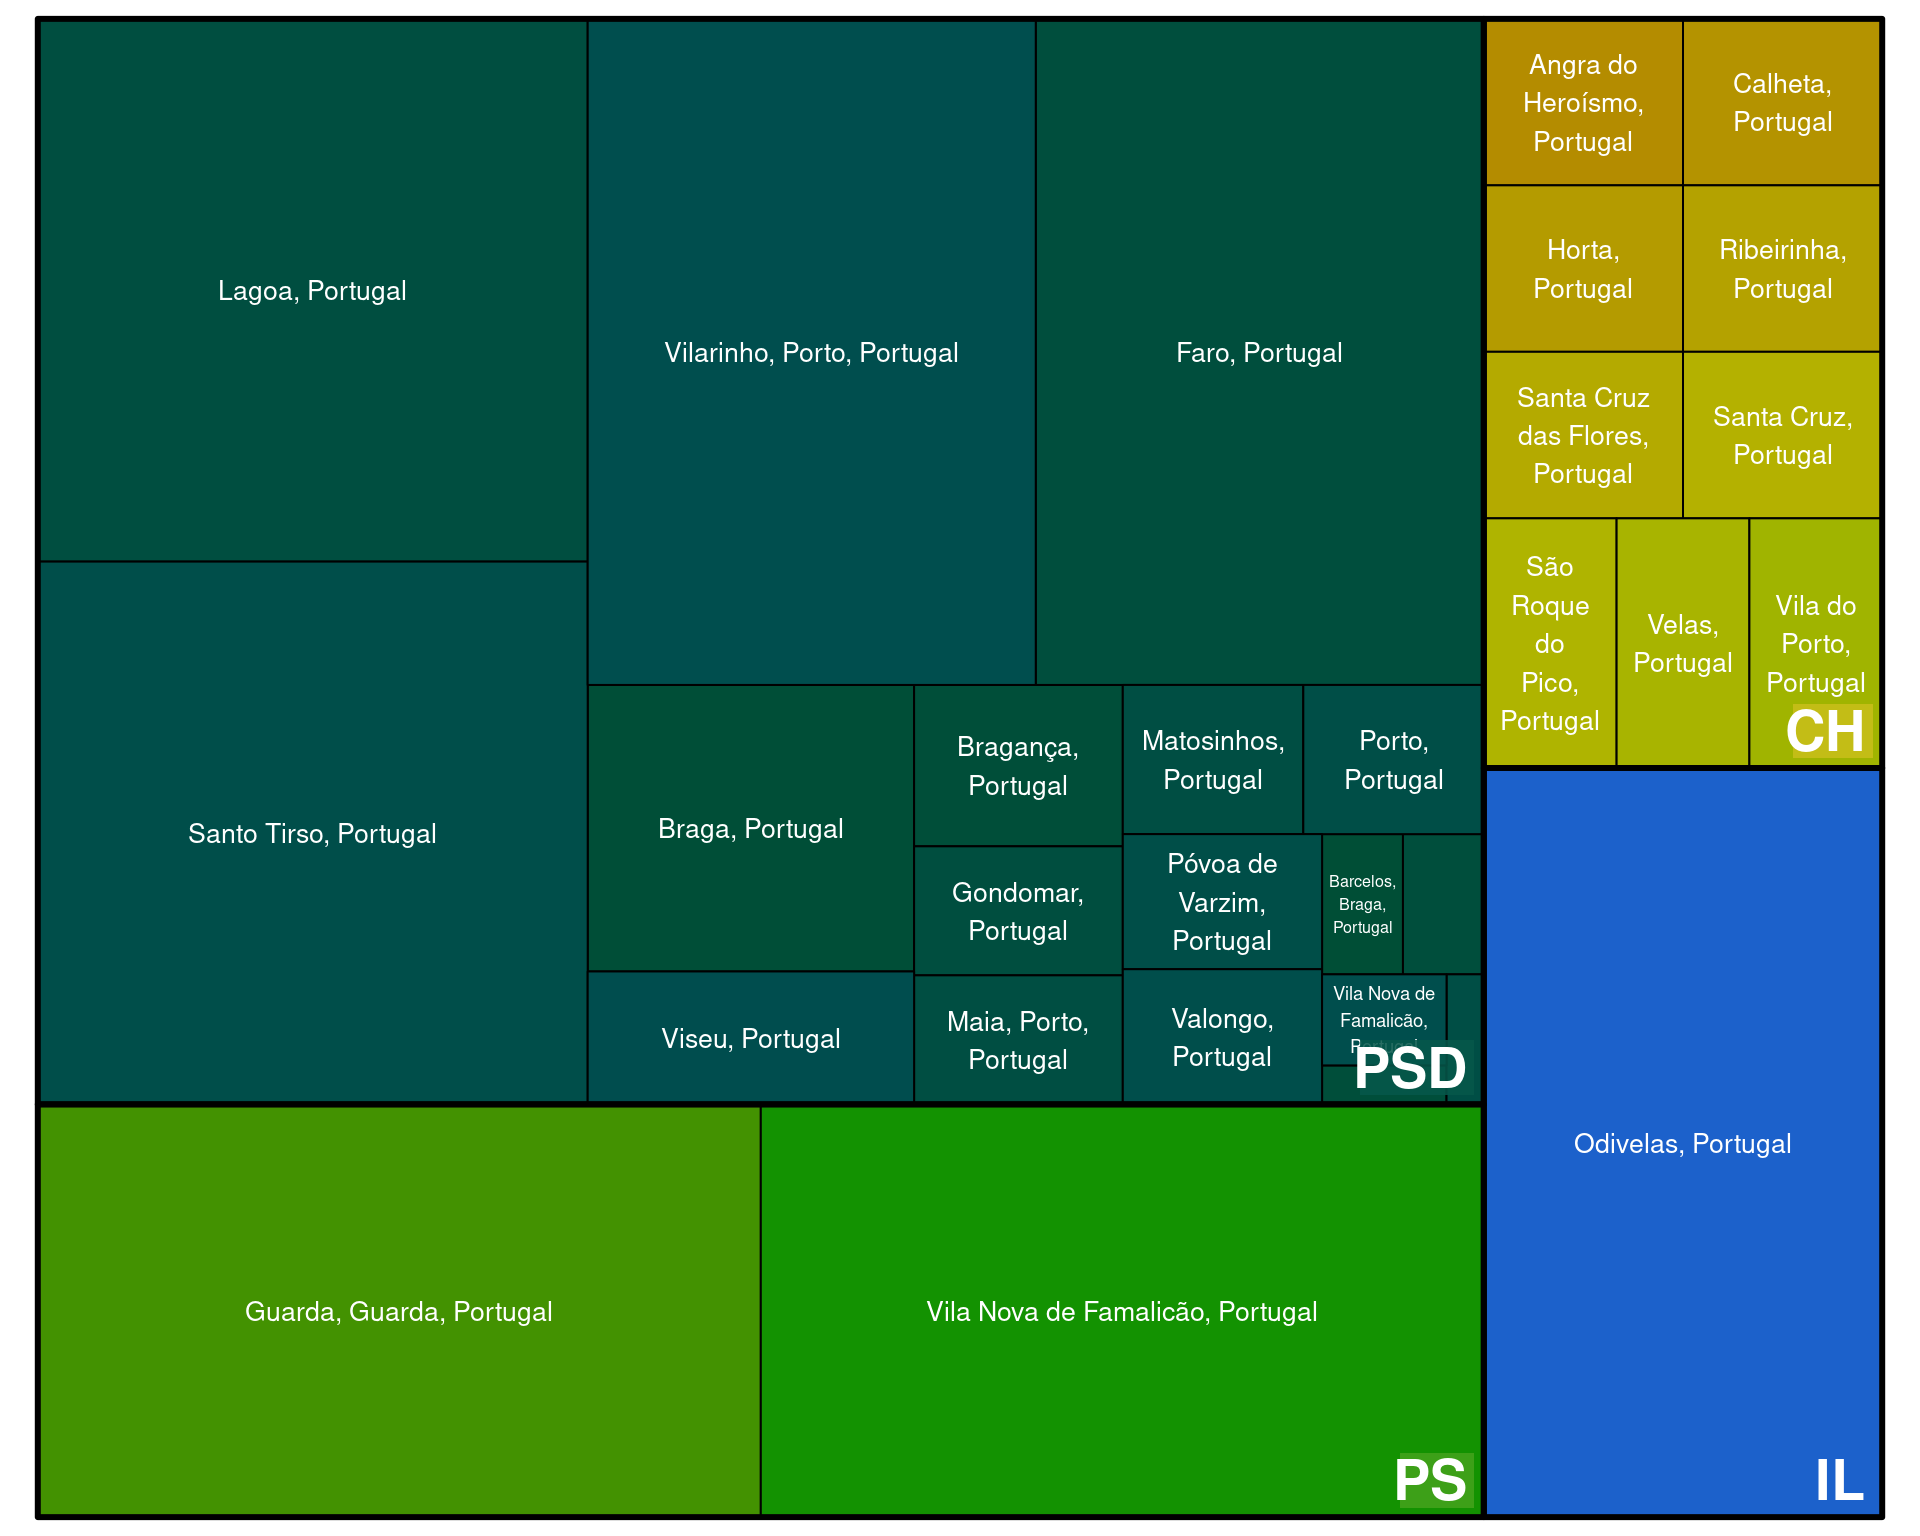 Lagoa, Portugal
Vilarinho, Porto, Portugal
Faro, Portugal
Santo Tirso, Portugal
Braga, Portugal
Viseu, Portugal
Bragança,
Portugal
Gondomar,
Portugal
Maia, Porto,
Portugal
Matosinhos,
Portugal
Porto,
Portugal
Póvoa de
Varzim,
Portugal
Valongo,
Portugal
Barcelos,
Braga,
Portugal
Vila Nova de
Famalicão,
Portugal
PSD
Guarda, Guarda, Portugal
Vila Nova de Famalicão, Portugal
PS
Angra do
Heroísmo,
Portugal
Calheta,
Portugal
Horta,
Portugal
Ribeirinha,
Portugal
Santa Cruz
das Flores,
Portugal
Santa Cruz,
Portugal
São
Roque
do
Pico,
Portugal
Velas,
Portugal
Vila do
Porto,
Portugal
CH
Odivelas, Portugal
IL